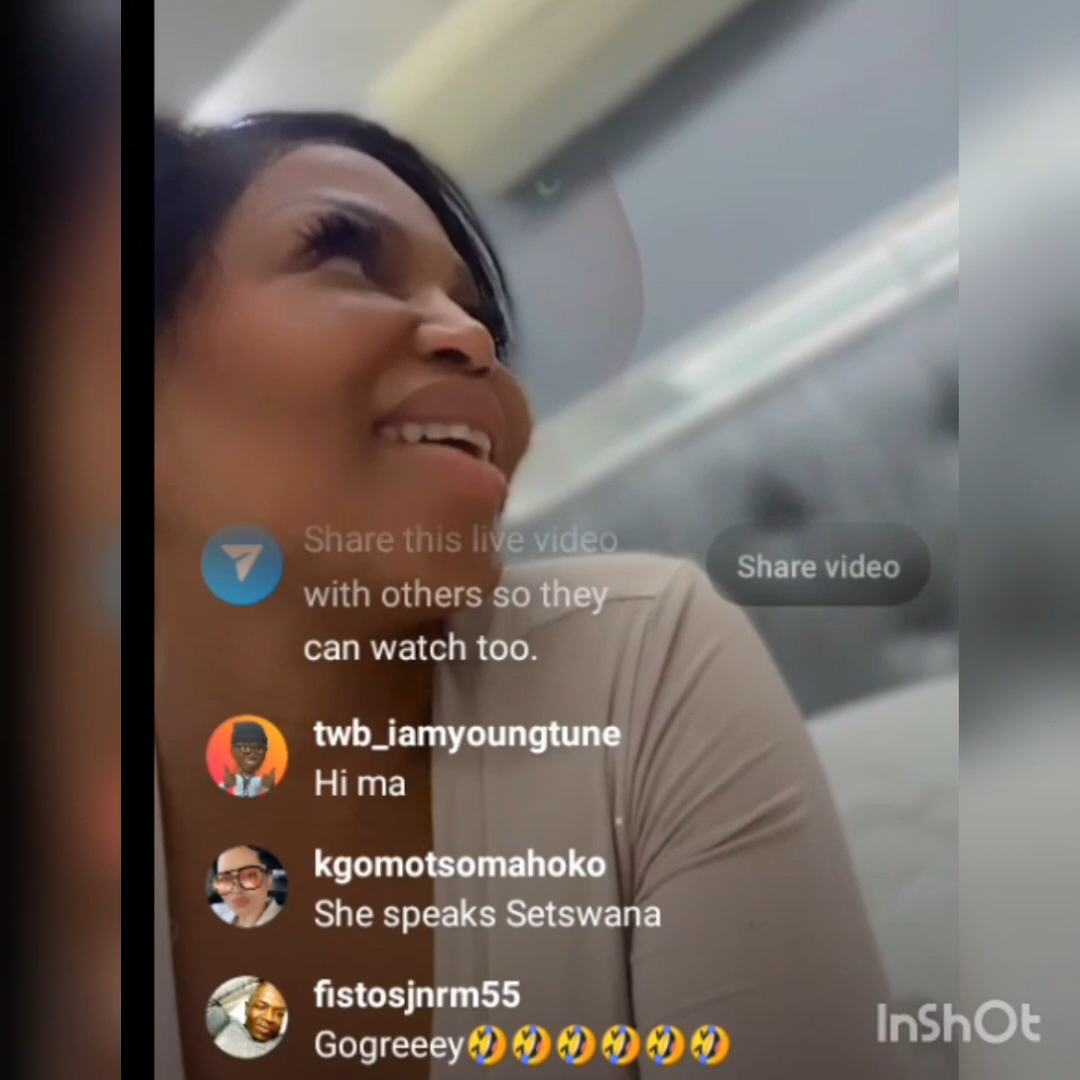 Share this live video
with others so they
can watch too.
Share video
twb_iamyoungtune
Hi ma
kgomotsomahoko
She speaks Setswana
fistosjnrm55
Gogreeey🤣🤣🤣🤣🤣🤣
InShOt